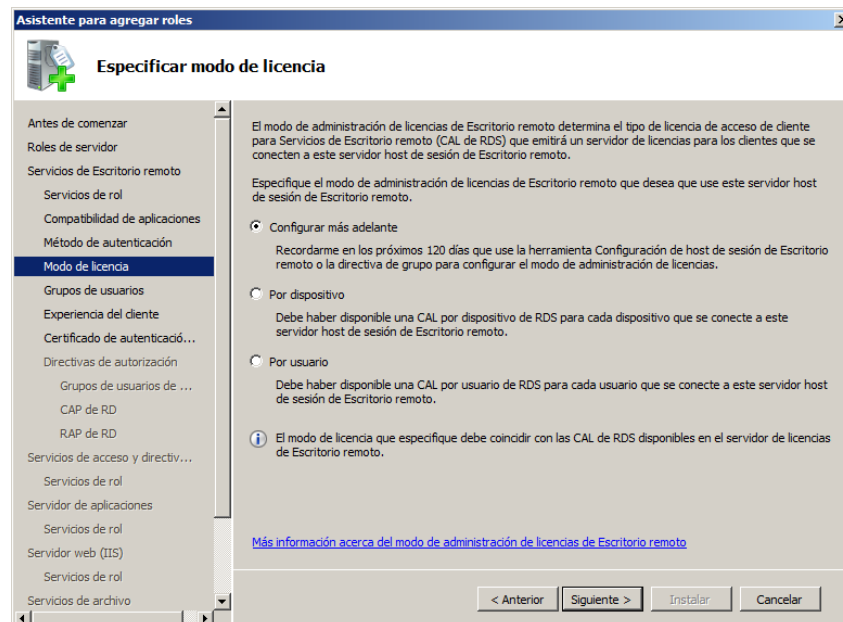 Asistente para agregar roles
Especificar modo de licencia
Antes de comenzar
Roles de servidor
Servicios de Escritorio remoto
Servicios de rol
Compatibilidad de aplicaciones
Método de autenticación
Modo de licencia
Grupos de usuarios
Experiencia del cliente
Certificado de autenticació...
Directivas de autorización
Grupos de usuarios de ...
CAP de RD
RAP de RD
Servicios de acceso y directiv...
Servicios de rol
Servidor de aplicaciones
Servicios de rol
Servidor web (IIS)
Servicios de rol
Servicios de archivo
El modo de administración de licencias de Escritorio remoto determina el tipo de licencia de acceso de cliente
para Servicios de Escritorio remoto (CAL de RDS) que emitirá un servidor de licencias para los clientes que se
conecten a este servidor host de sesión de Escritorio remoto.
Especifique el modo de administración de licencias de Escritorio remoto que desea que use este servidor host
de sesión de Escritorio remoto.
Configurar más adelante
Recordarme en los próximos 120 días que use la herramienta Configuración de host de sesión de Escritorio
remoto o la directiva de grupo para configurar el modo de administración de licencias.
Por dispositivo
Debe haber disponible una CAL por dispositivo de RDS para cada dispositivo que se conecte a este
servidor host de sesión de Escritorio remoto.
Por usuario
Debe haber disponible una CAL por usuario de RDS para cada usuario que se conecte a este servidor host
de sesión de Escritorio remoto.
El modo de licencia que especifique debe coincidir con las CAL de RDS disponibles en el servidor de licencias
de Escritorio remoto.
Más información acerca del modo de administración de licencias de Escritorio remoto
< Anterior
Siguiente >
Instalar
Cancelar